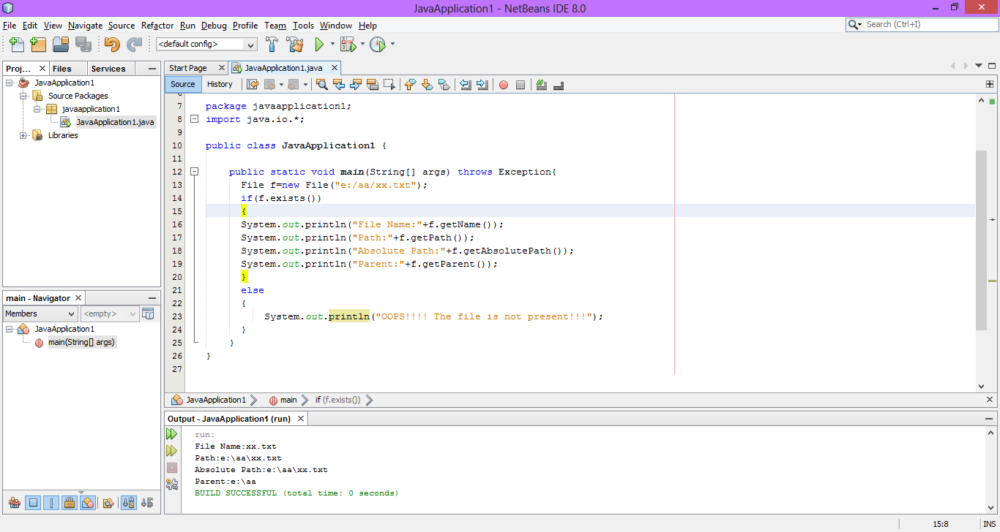 JavaApplication1 - NetBeans IDE 8.0
File Edit View Navigate Source Refactor Run Debug Profile Team Tools Window Help
Search (Ctrl+I)
<default config>
Proj... Files Services
JavaApplication1
Source Packages
javaapplication1
JavaApplication1.java
Libraries
main - Navigator
Members <empty>
JavaApplication1
main(String[] args)
Start Page JavaApplication1.java
Source History
7 package javaapplication1;
8 import java.io.*;
9
10 public class JavaApplication1 {
11
12 public static void main(String[] args) throws Exception{
13 File f=new File("e:/aa/xx.txt");
14 if(f.exists())
15 {
16 System.out.println("File Name:"+f.getName());
17 System.out.println("Path:"+f.getPath());
18 System.out.println("Absolute Path:"+f.getAbsolutePath());
19 System.out.println("Parent:"+f.getParent());
20 }
21 else
22 {
23 System.out.println("OOPS!!!! The file is not present!!!");
24 }
25 }
26 }
27
JavaApplication1 main if (f.exists())
Output - JavaApplication1 (run)
run:
File Name:xx.txt
Path:e:\aa\xx.txt
Absolute Path:e:\aa\xx.txt
Parent:e:\aa
BUILD SUCCESSFUL (total time: 0 seconds)
15:8 INS